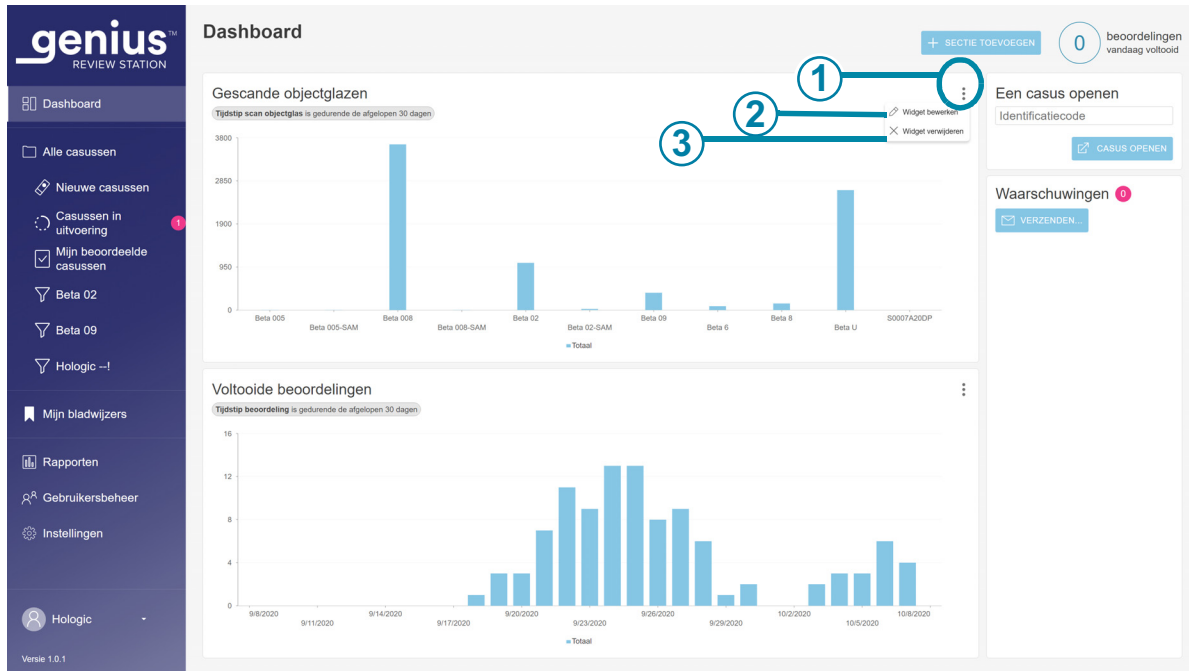 genius™
REVIEW STATION
Dashboard
Alle casussen
Nieuwe casussen
Casussen in
uitvoering
1
Mijn beoordeelde
casussen
Beta 02
Beta 09
Hologic --!
Mijn bladwijzers
Rapporten
Gebruikersbeheer
Instellingen
Hologic
Versie 1.0.1
Dashboard
+ SECTIE TOEVOEGEN
0
beoordelingen
vandaag voltooid
1
2
3
Gescande objectglazen
Tijdstip scan objectglas is gedurende de afgelopen 30 dagen
Widget bewerken
Widget verwijderen
3800
2850
1900
950
0
Beta 005
Beta 005-SAM
Beta 008
Beta 008-SAM
Beta 02
Beta 02-SAM
Beta 09
Beta 6
Beta 8
Beta U
S0007A20DP
Totaal
Voltooide beoordelingen
Tijdstip beoordeling is gedurende de afgelopen 30 dagen
16
12
8
4
0
9/8/2020
9/11/2020
9/14/2020
9/17/2020
9/20/2020
9/23/2020
9/26/2020
9/29/2020
10/2/2020
10/5/2020
10/8/2020
Totaal
Een casus openen
Identificatiecode
CASUS OPENEN
Waarschuwingen 0
VERZENDEN...